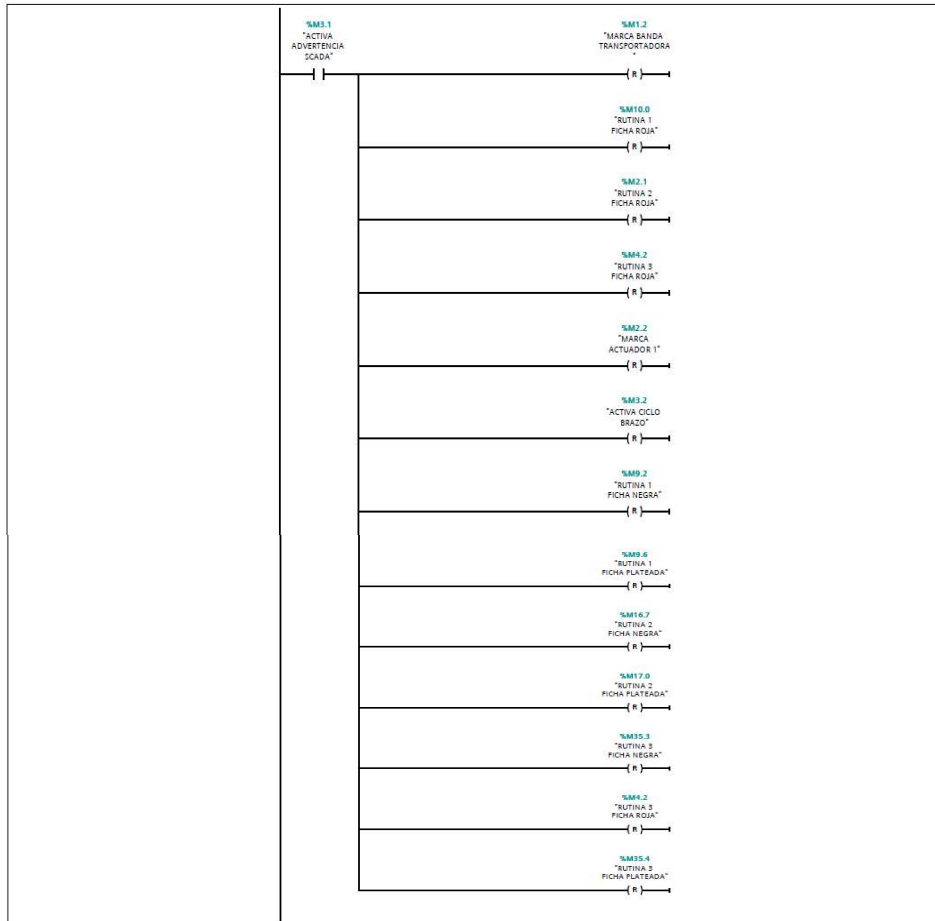 %M3.1
"ACTIVA
ADVERTENCIA
SCADA"
%M1.2
"MARCA BANDA
TRANSPORTADORA
"
R
%M10.0
"RUTINA 1
FICHA ROJA"
R
%M2.1
"RUTINA 2
FICHA ROJA"
R
%M4.2
"RUTINA 3
FICHA ROJA"
R
%M2.2
"MARCA
ACTUADOR 1"
R
%M3.2
"ACTIVA CICLO
BRAZO"
R
%M9.2
"RUTINA 1
FICHA NEGRA"
R
%M9.6
"RUTINA 1
FICHA PLATEADA"
R
%M16.7
"RUTINA 2
FICHA NEGRA"
R
%M17.0
"RUTINA 2
FICHA PLATEADA"
R
%M35.3
"RUTINA 3
FICHA NEGRA"
R
%M4.2
"RUTINA 3
FICHA ROJA"
R
%M35.4
"RUTINA 3
FICHA PLATEADA"
R